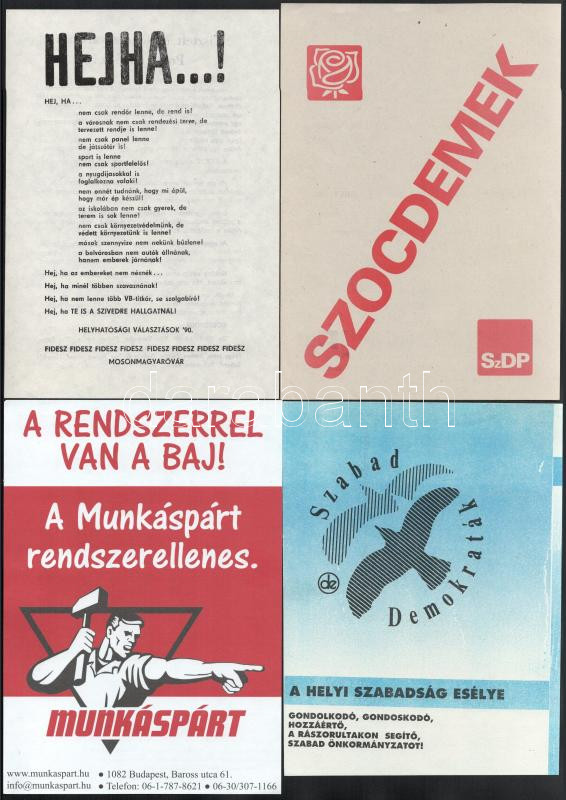 HEJHA...!
HEJ, HA...
nem csak rendőr lenne, de rend is!
a városnak nem csak rendezési terve, de
tervezett rendje is lenne!
nem csak panel lenne
de játszótér is!
sport is lenne
nem csak sportfelelős!
a nyugdíjasokkal is
foglalkozna valaki!
nem onnét tudnánk, hogy mi épül,
hogy már ép készül!
az iskolában nem csak gyerek, de
terem is sok lenne!
nem csak környezetvédelmünk, de
védett környezetünk is lenne!
mások szennyvize nem nekünk bűzlene!
a belvárosban nem autók állnának,
hanem emberek járnának!
Hej, ha az embereket nem néznék...
Hej, ha minél többen szavaznának!
Hej, ha nem lenne több VB-titkár, se szolgabíró!
Hej, ha TE IS A SZIVEDRE HALLGATNÁL!
HELYHATÓSÁGI VÁLASZTÁSOK '90.
FIDESZ FIDESZ FIDESZ FIDESZ FIDESZ FIDESZ FIDESZ FIDESZ
MOSONMAGYARÓVÁR
SZOCDEMEK
SzDP
darabanth
A RENDSZERREL
VAN A BAJ!
A Munkáspárt
rendszerellenes.
MUNKÁSPÁRT
www.munkaspart.hu • 1082 Budapest, Baross utca 61.
info@munkaspart.hu • Telefon: 06-1-787-8621 • 06-30/307-1166
Szabad
Demokraták
de
A HELYI SZABADSÁG ESÉLYE
GONDOLKODÓ, GONDOSKODÓ,
HOZZÁÉRTŐ,
A RÁSZORULTAKON SEGÍTŐ,
SZABAD ÖNKORMÁNYZATOT!